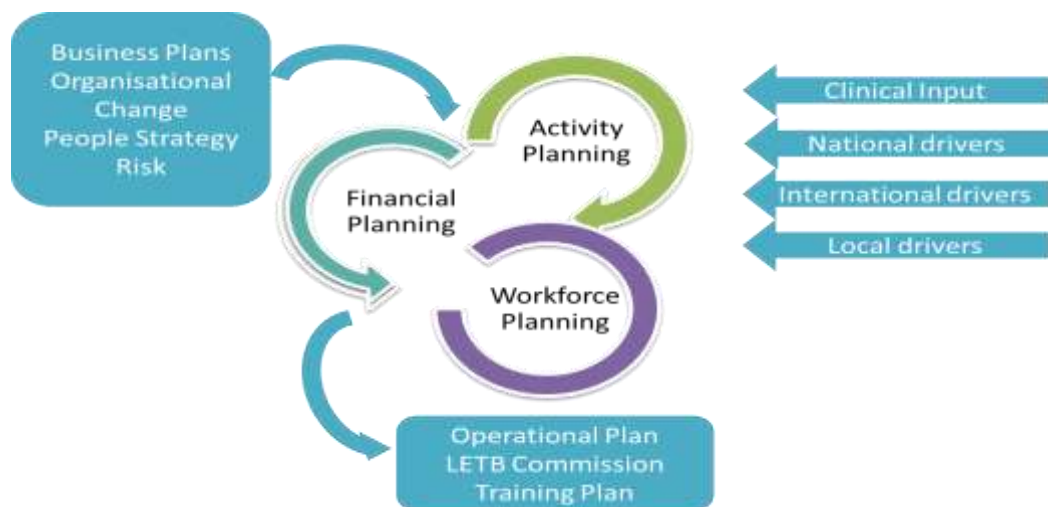 Business Plans
Organisational
Change
People Strategy
Risk
Activity
Planning
Financial
Planning
Workforce
Planning
Clinical Input
National drivers
International drivers
Local drivers
Operational Plan
LETB Commission
Training Plan